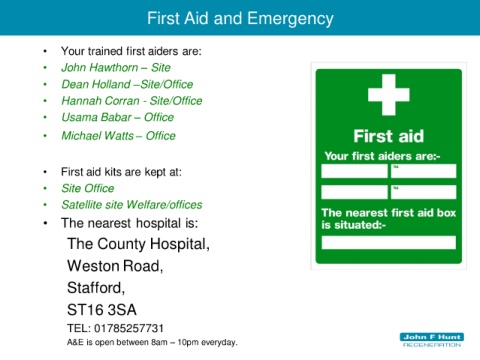 First Aid and Emergency
• Your trained first aiders are:
• John Hawthorn – Site
• Dean Holland –Site/Office
• Hannah Corran - Site/Office
• Usama Babar – Office
• Michael Watts – Office
• First aid kits are kept at:
• Site Office
• Satellite site Welfare/offices
• The nearest hospital is:
The County Hospital,
Weston Road,
Stafford,
ST16 3SA
TEL: 01785257731
A&E is open between 8am – 10pm everyday.
First aid
Your first aiders are:-
The nearest first aid box
is situated:-
John F Hunt
REGENERATION